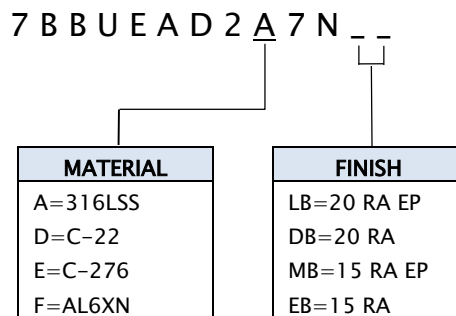 7 B B U E A D 2 A 7 N _ _
MATERIAL
A=316LSS
D=C-22
E=C-276
F=AL6XN
FINISH
LB=20 RA EP
DB=20 RA
MB=15 RA EP
EB=15 RA